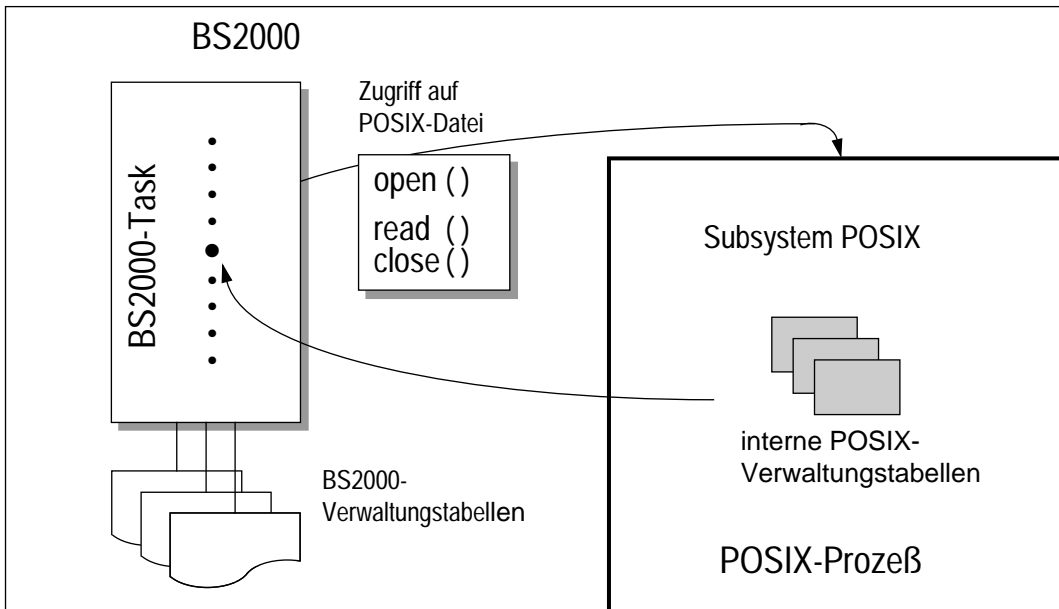 BS2000
BS2000-Task
Zugriff auf
POSIX-Datei
open ( )
read ( )
close ( )
BS2000-
Verwaltungstabellen
Subsystem POSIX
interne POSIX-
Verwaltungstabellen
POSIX-Prozeß